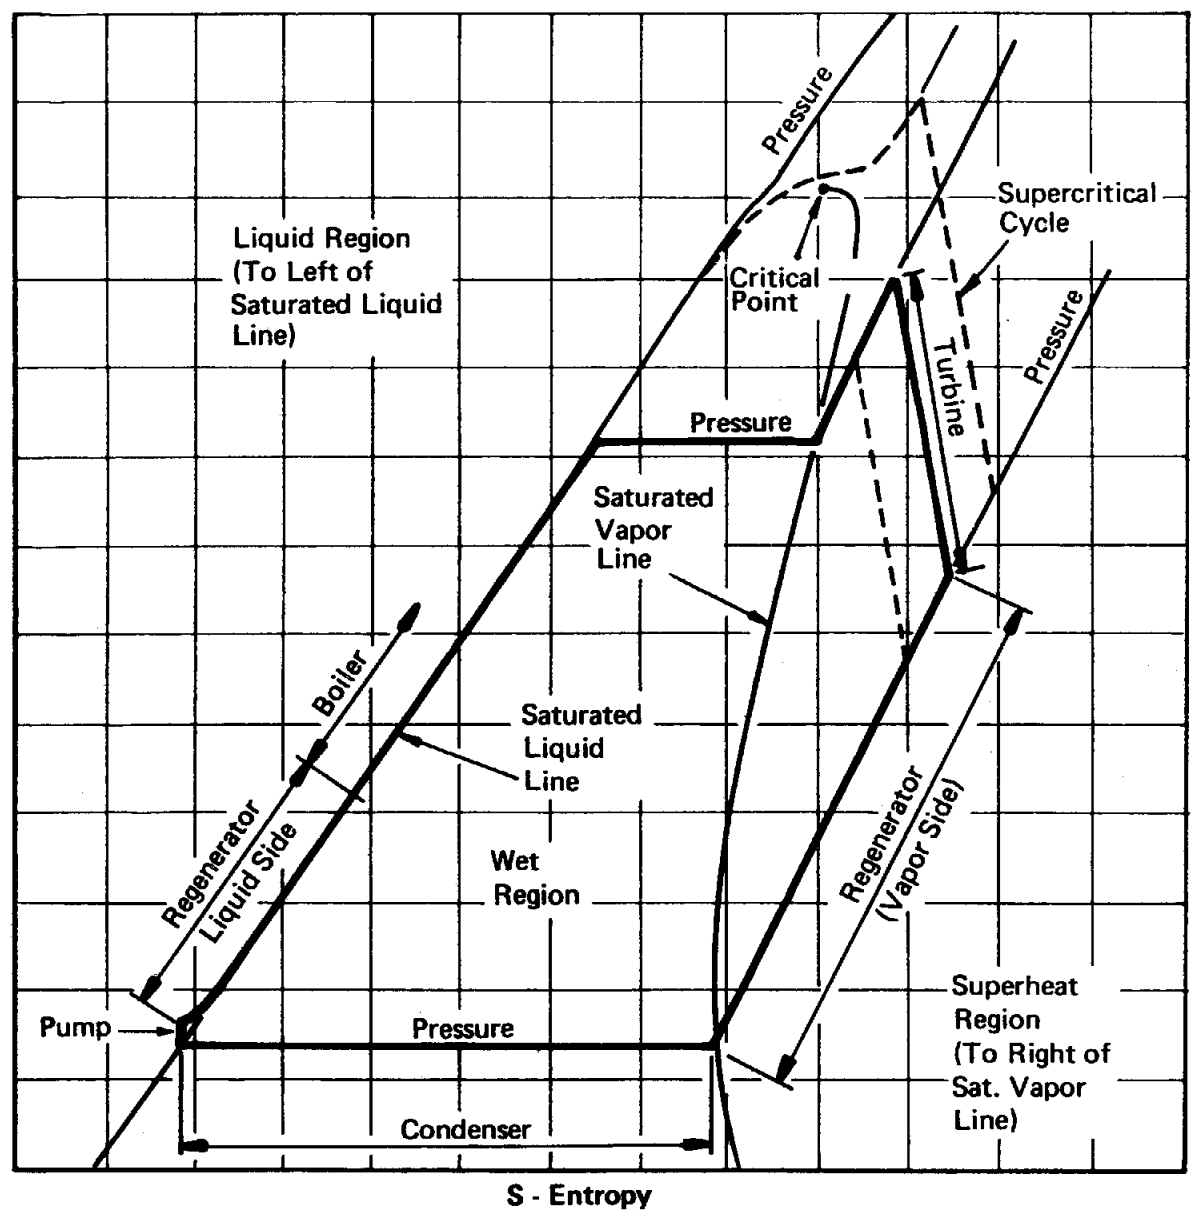 Pressure
Supercritical
Cycle
Liquid Region
(To Left of
Saturated Liquid
Line)
Critical
Point
Pressure
Turbine
Pressure
Saturated
Vapor
Line
Boiler
Saturated
Liquid
Line
Regenerator
Liquid Side
Wet
Region
Regenerator
(Vapor Side)
Superheat
Region
(To Right of
Sat. Vapor
Line)
Pump
Pressure
Condenser
S - Entropy